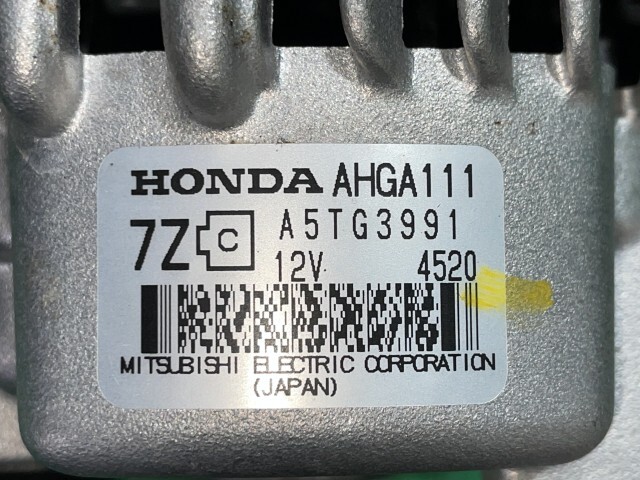 HONDA AHGA111
7Z C A5TG3991
12V 4520
MITSUBISHI ELECTRIC CORPORATION
(JAPAN)